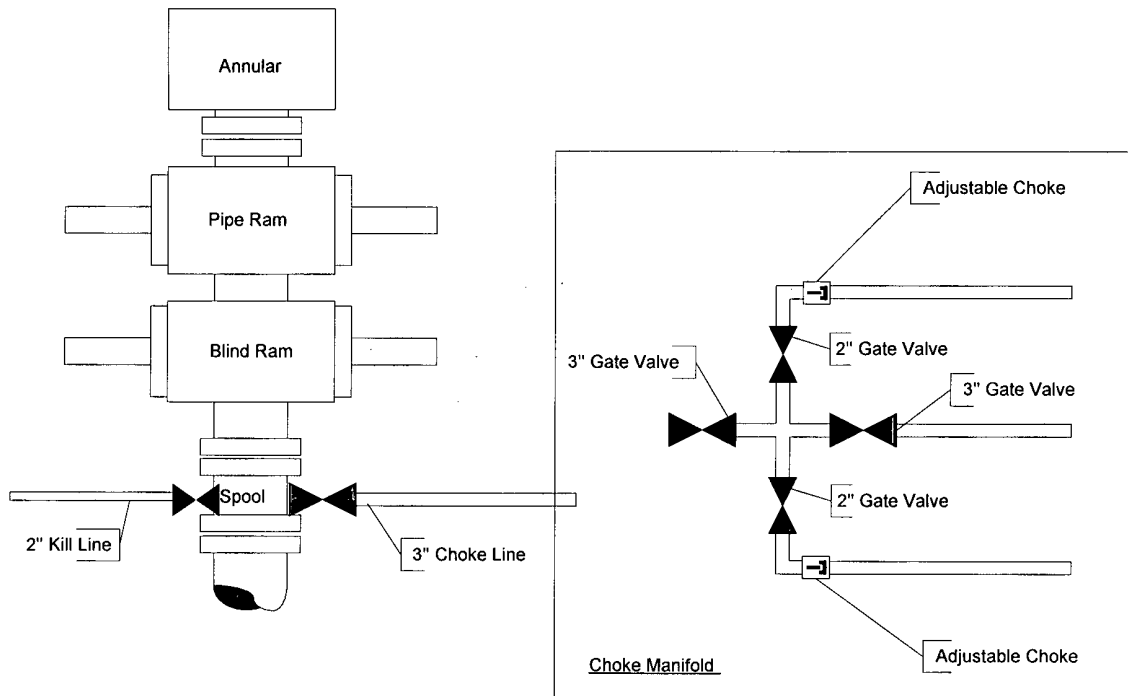 Annular
Pipe Ram
Blind Ram
Spool
2" Kill Line
3" Choke Line
Adjustable Choke
2" Gate Valve
3" Gate Valve
3" Gate Valve
2" Gate Valve
Adjustable Choke
Choke Manifold